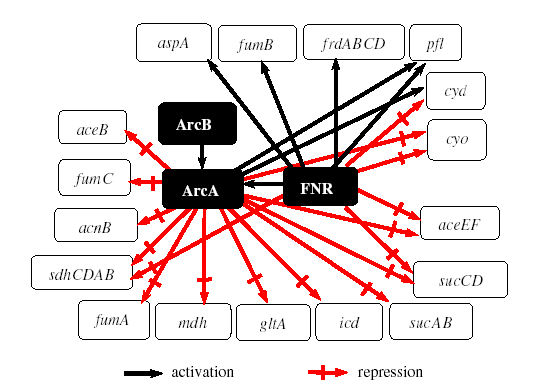 aspA fumB frdABCD pfl
cyd
aceB ArcB cyo
fumC ArcA FNR
acnB aceEF
sdhCDAB sucCD
fumA mdh gltA icd sucAB
activation repression